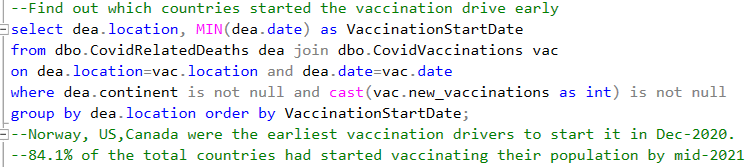 --Find out which countries started the vaccination drive early
select dea.location, MIN(dea.date) as VaccinationStartDate
from dbo.CovidRelatedDeaths dea join dbo.CovidVaccinations vac
on dea.location=vac.location and dea.date=vac.date
where dea.continent is not null and cast(vac.new_vaccinations as int) is not null
group by dea.location order by VaccinationStartDate;
--Norway, US,Canada were the earliest vaccination drivers to start it in Dec-2020.
--84.1% of the total countries had started vaccinating their population by mid-2021